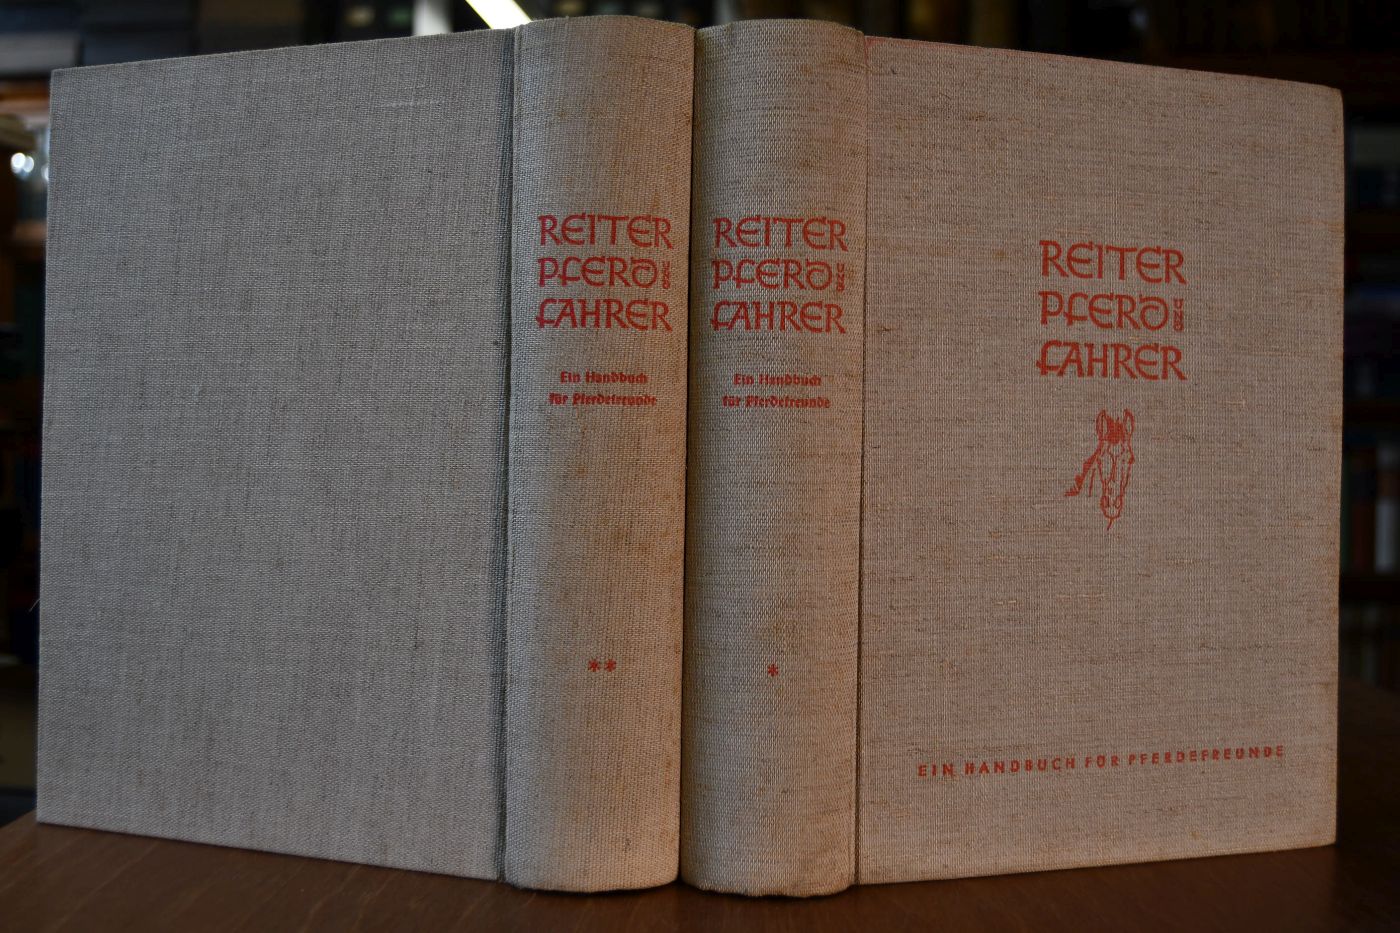 REITER
PFERD UND
FAHRER
Ein Handbuch
für Pferdefreunde
**
REITER
PFERD UND
FAHRER
Ein Handbuch
für Pferdefreunde
*
REITER
PFERD UND
FAHRER
EIN HANDBUCH FÜR PFERDEFREUNDE